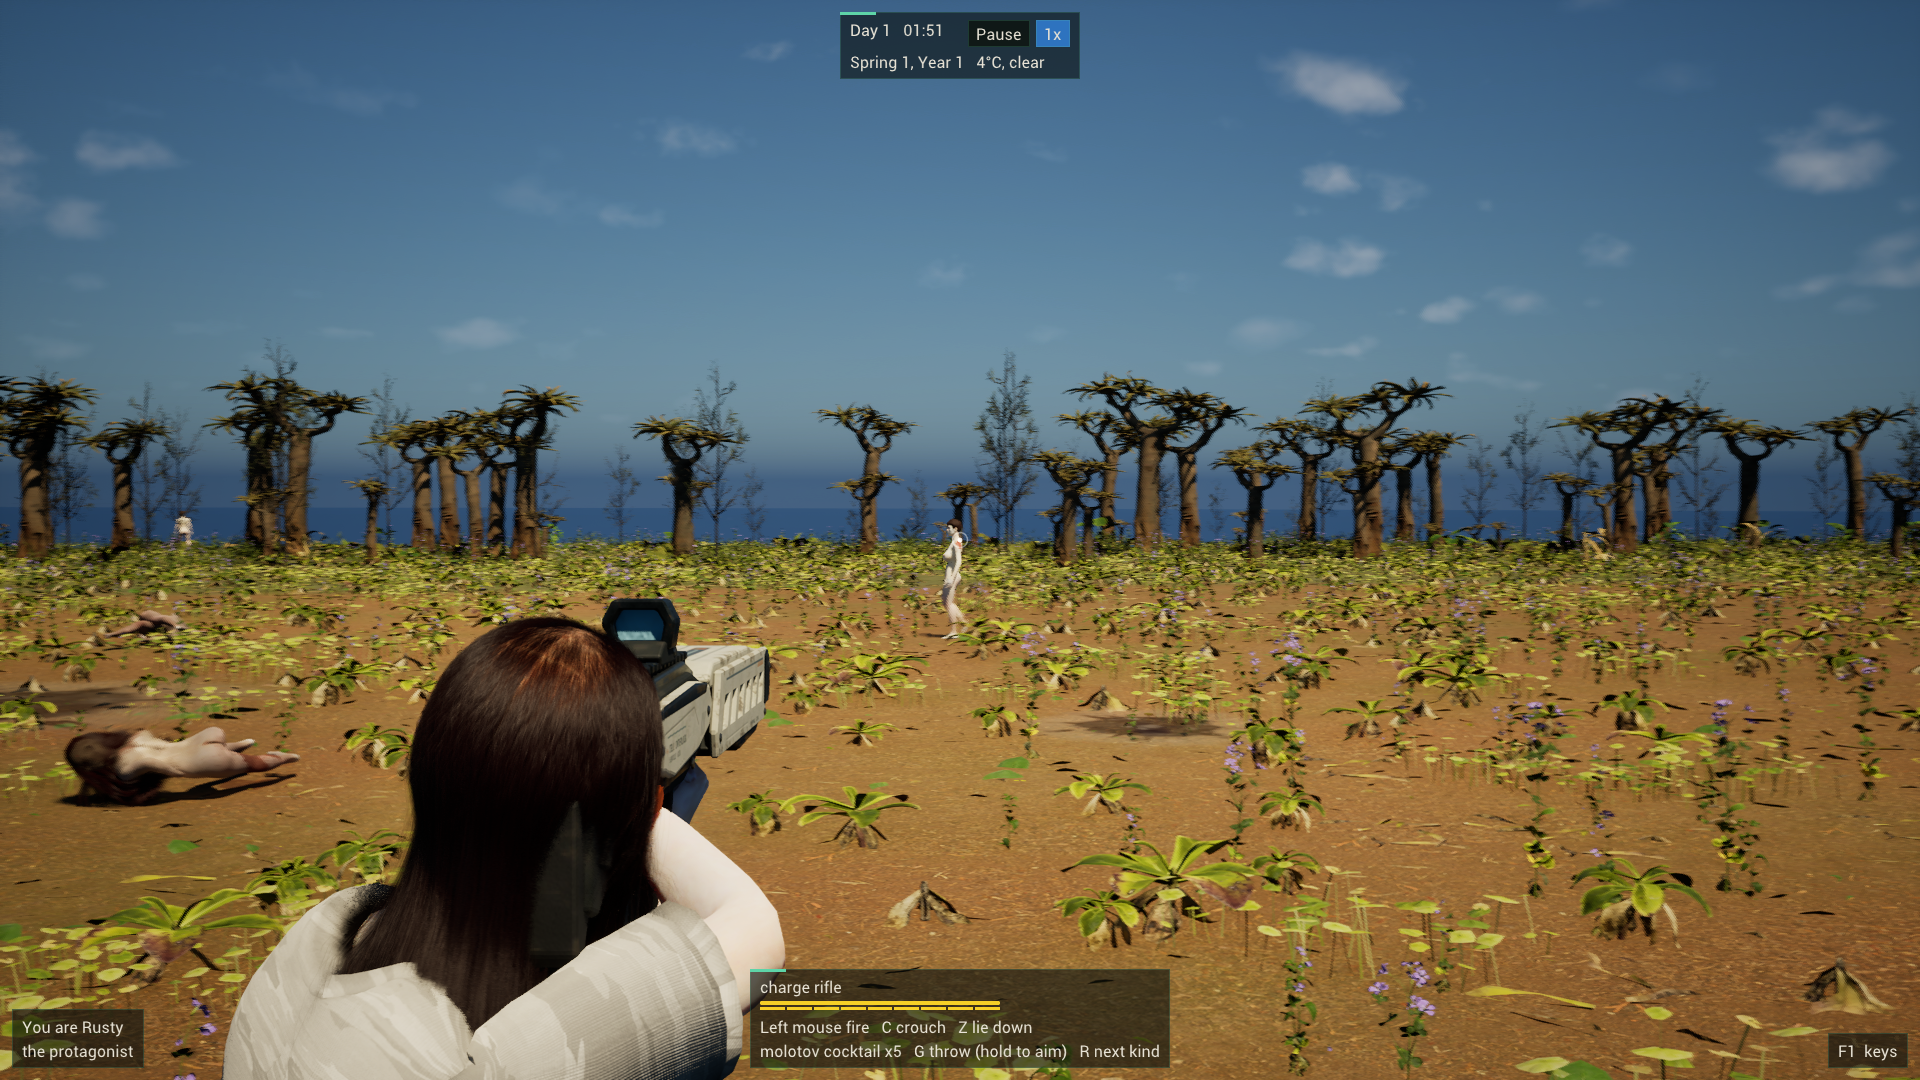 Day 1 01:51 Pause 1x
Spring 1, Year 1 4°C, clear
charge rifle
Left mouse fire C crouch Z lie down
molotov cocktail x5 G throw (hold to aim) R next kind
You are Rusty
the protagonist
F1 keys